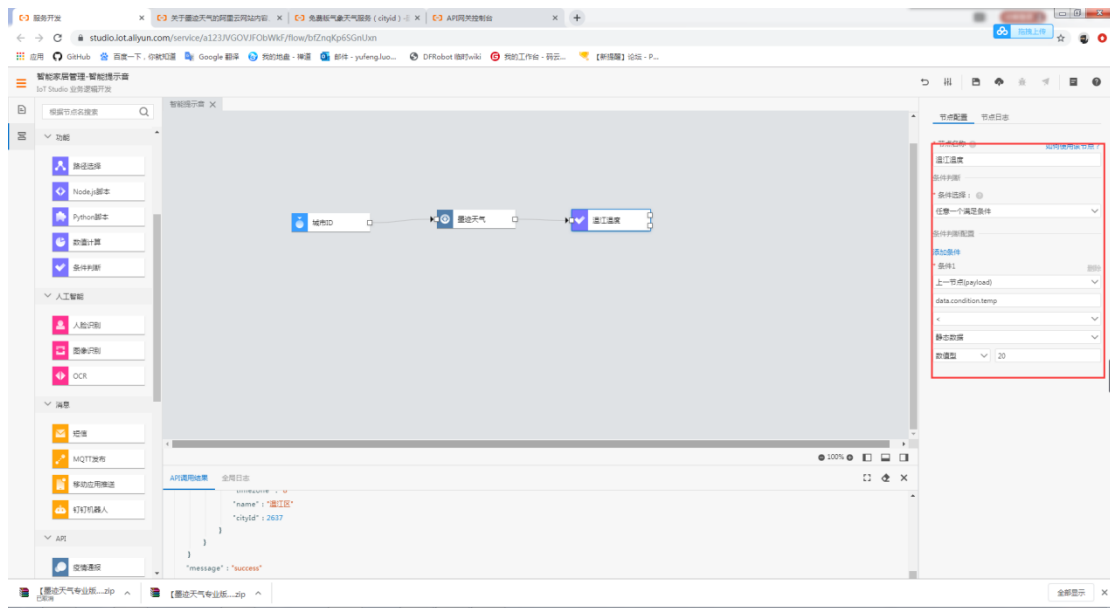 服务开发
关于墨迹天气的阿里云网站内容
免费版气象天气服务（cityid）-
API网关控制台
studio.iot.aliyun.com/service/a123JVGOVJFObWkF/flow/bfZnqKp6SGnUxn
拖拽上传
应用 GitHub 百度一下，你就知道 Google 翻译 我的地盘 - 禅道 邮件 - yufeng.luo... DFRobot 临时wiki 我的工作台 - 码云... 【新提醒】论坛 - P...
智能家居管理-智能提示音
IoT Studio 业务逻辑开发
根据节点名搜索
智能提示音
功能
路径选择
Node.js脚本
Python脚本
数值计算
条件判断
人工智能
人脸识别
图像识别
OCR
消息
短信
MQTT发布
移动应用推送
钉钉机器人
API
疫情通报
城市ID
墨迹天气
温江温度
100%
API调用结果 全局日志
"timezone" : "8"
"name" : "温江区"
"cityId" : 2637
}
}
}
"message" : "success"
节点配置 节点日志
* 节点名称
如何使用该节点？
温江温度
条件判断
* 条件选择：
任意一个满足条件
条件判断配置
添加条件
* 条件1
上一节点(payload)
data.condition.temp
<
静态数据
数值型 20
【墨迹天气专业版....zip
已取消
【墨迹天气专业版....zip
全部显示